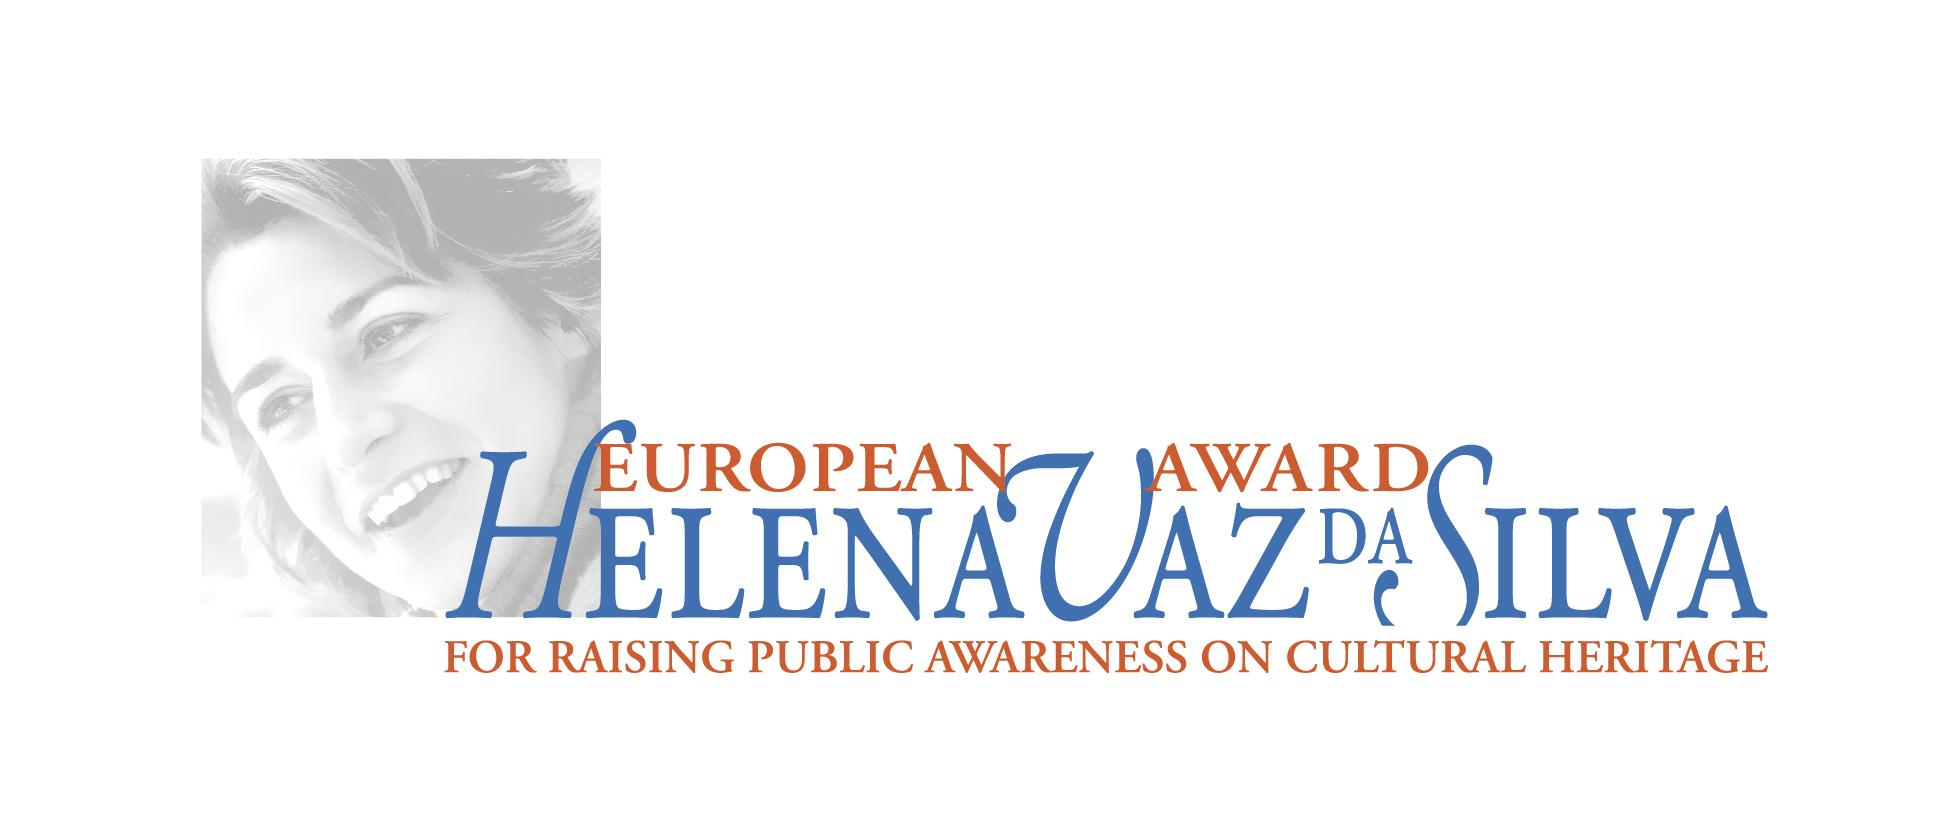 EUROPEAN AWARD
HELENA VAZ DA SILVA
FOR RAISING PUBLIC AWARENESS ON CULTURAL HERITAGE